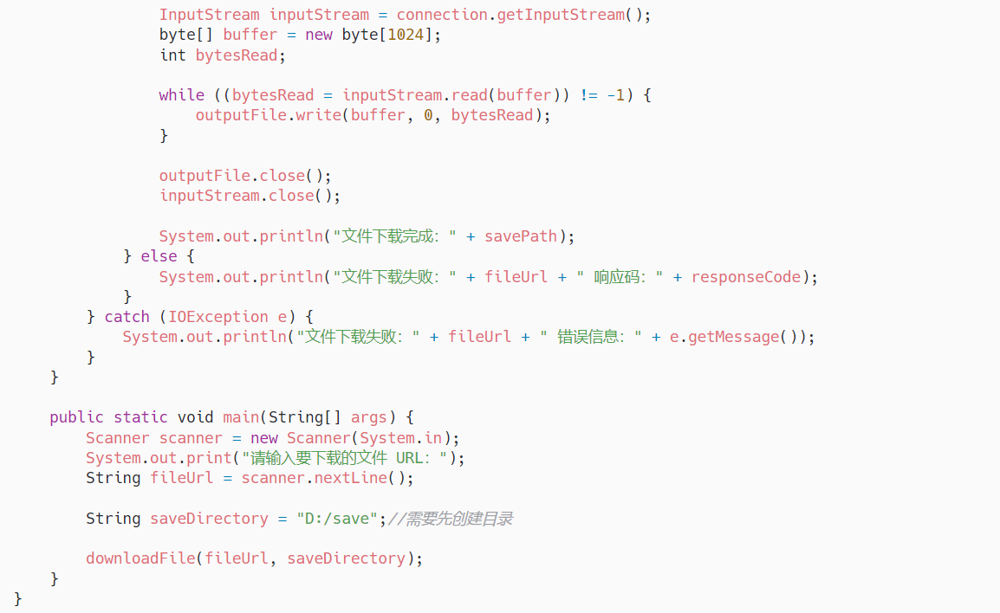 InputStream inputStream = connection.getInputStream();
byte[] buffer = new byte[1024];
int bytesRead;
while ((bytesRead = inputStream.read(buffer)) != -1) {
outputFile.write(buffer, 0, bytesRead);
}
outputFile.close();
inputStream.close();
System.out.println("文件下载完成：" + savePath);
} else {
System.out.println("文件下载失败：" + fileUrl + " 响应码：" + responseCode);
}
} catch (IOException e) {
System.out.println("文件下载失败：" + fileUrl + " 错误信息：" + e.getMessage());
}
}
public static void main(String[] args) {
Scanner scanner = new Scanner(System.in);
System.out.print("请输入要下载的文件 URL：");
String fileUrl = scanner.nextLine();
String saveDirectory = "D:/save";//需要先创建目录
downloadFile(fileUrl, saveDirectory);
}
}